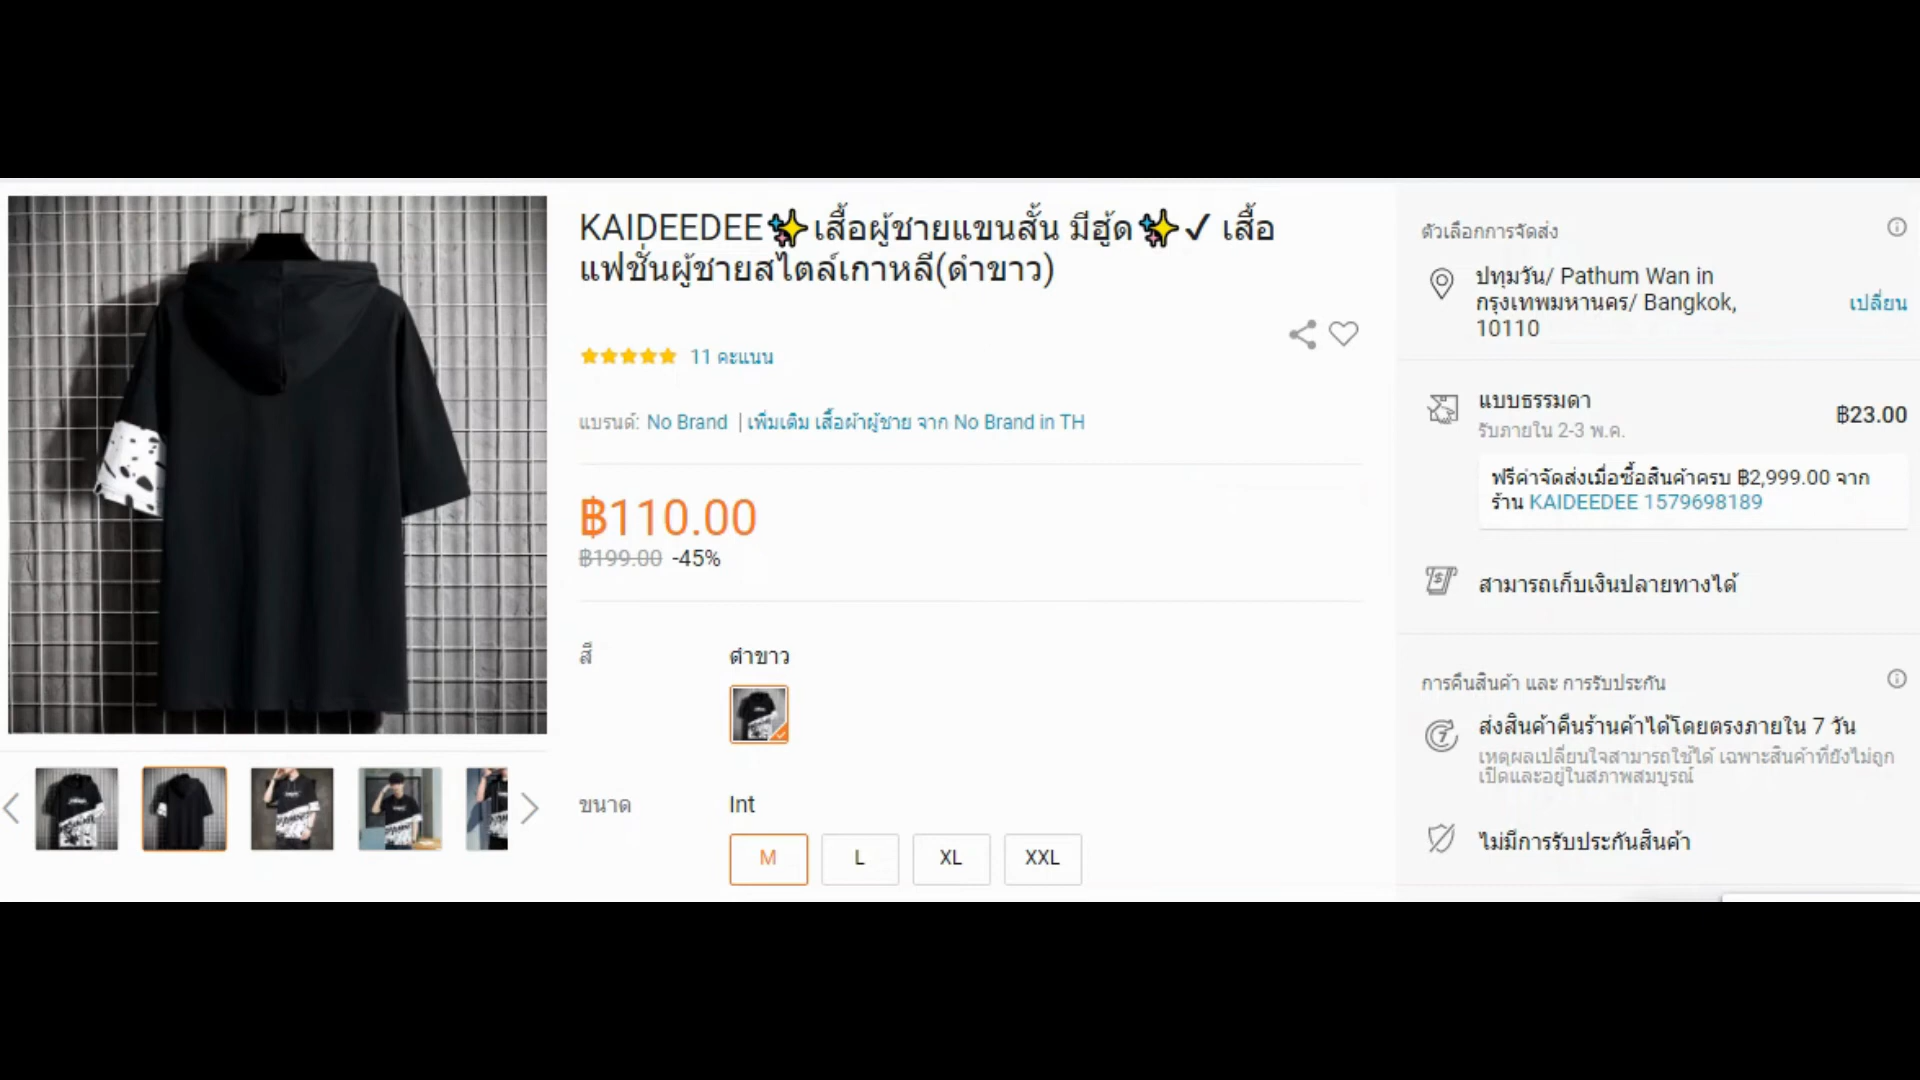 KAIDEEDEE✨เสื้อผู้ชายแขนสั้น มีฮู้ด✨✓ เสื้อ
แฟชั่นผู้ชายสไตล์เกาหลี(ดำขาว)
11 คะแนน
แบรนด์: No Brand | เพิ่มเติม เสื้อผ้าผู้ชาย จาก No Brand in TH
฿110.00
฿199.00 -45%
สี
ดำขาว
ขนาด
Int
M
L
XL
XXL
ตัวเลือกการจัดส่ง
ปทุมวัน/ Pathum Wan in
กรุงเทพมหานคร/ Bangkok,
10110
เปลี่ยน
แบบธรรมดา
฿23.00
รับภายใน 2-3 พ.ค.
ฟรีค่าจัดส่งเมื่อซื้อสินค้าครบ ฿2,999.00 จาก
ร้าน KAIDEEDEE 1579698189
สามารถเก็บเงินปลายทางได้
การคืนสินค้า และ การรับประกัน
ส่งสินค้าคืนร้านค้าได้โดยตรงภายใน 7 วัน
เหตุผลเปลี่ยนใจสามารถใช้ได้ เฉพาะสินค้าที่ยังไม่ถูก
เปิดและอยู่ในสภาพสมบูรณ์
ไม่มีการรับประกันสินค้า